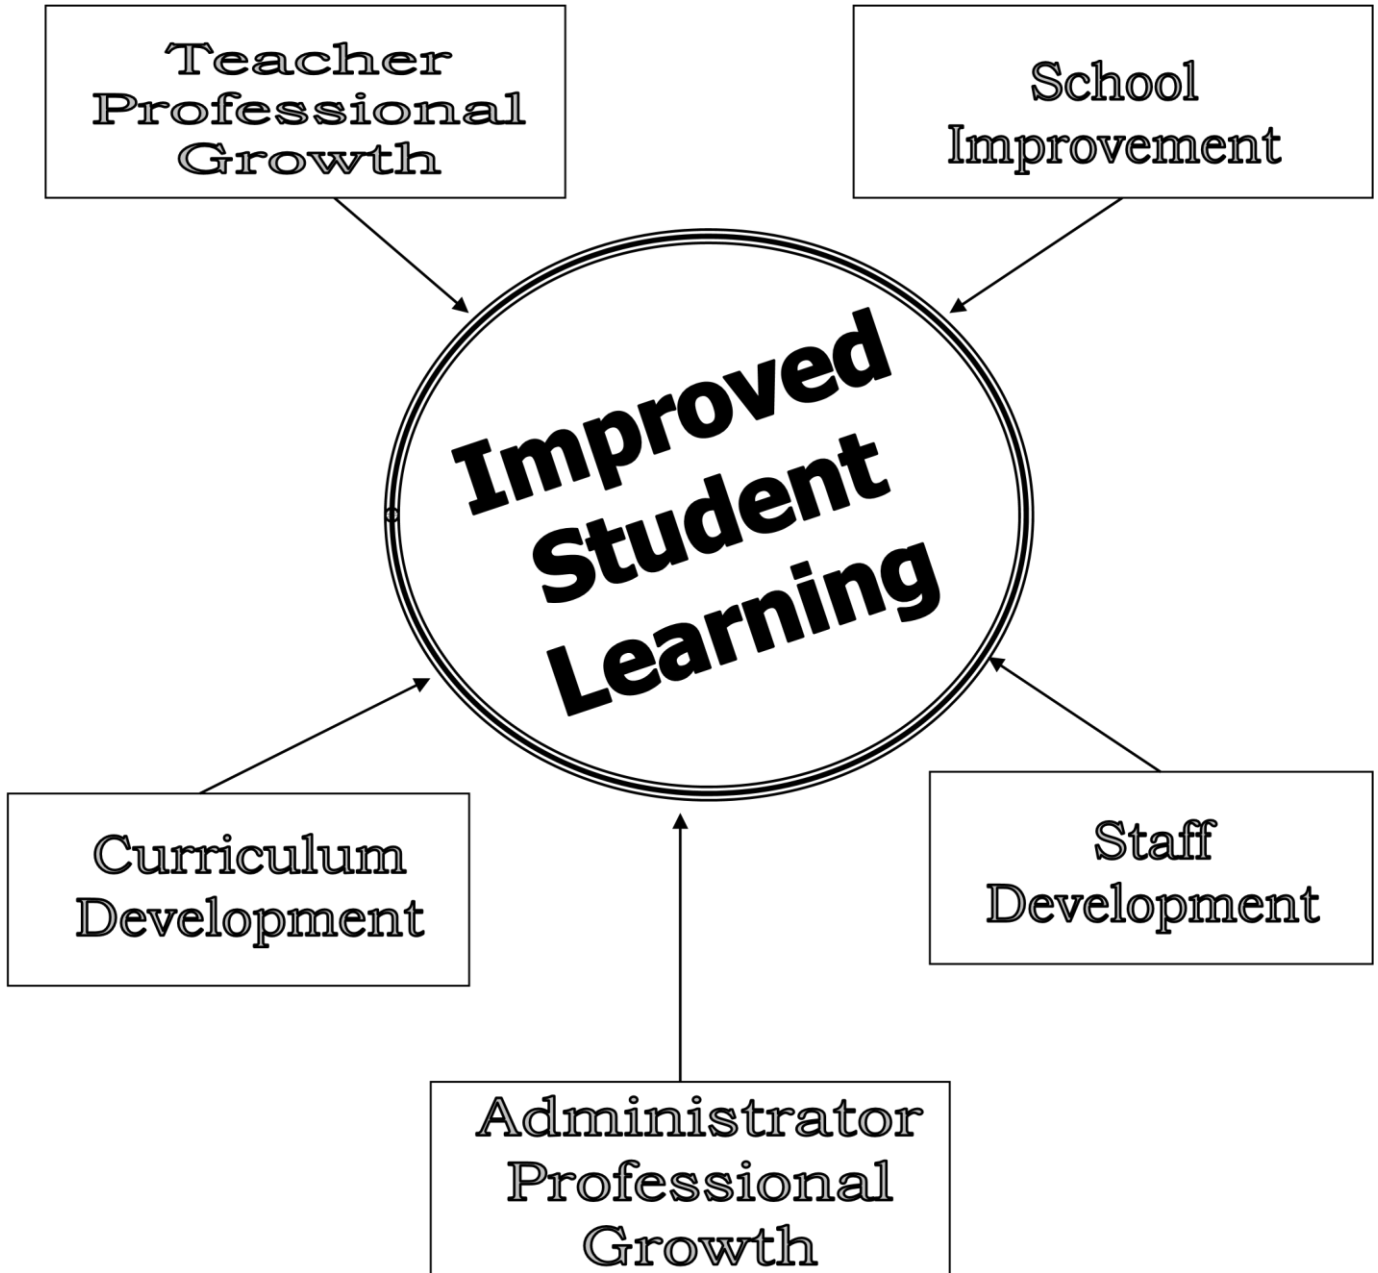 Teacher
Professional
Growth
School
Improvement
Improved
Student
Learning
Curriculum
Development
Staff
Development
Administrator
Professional
Growth